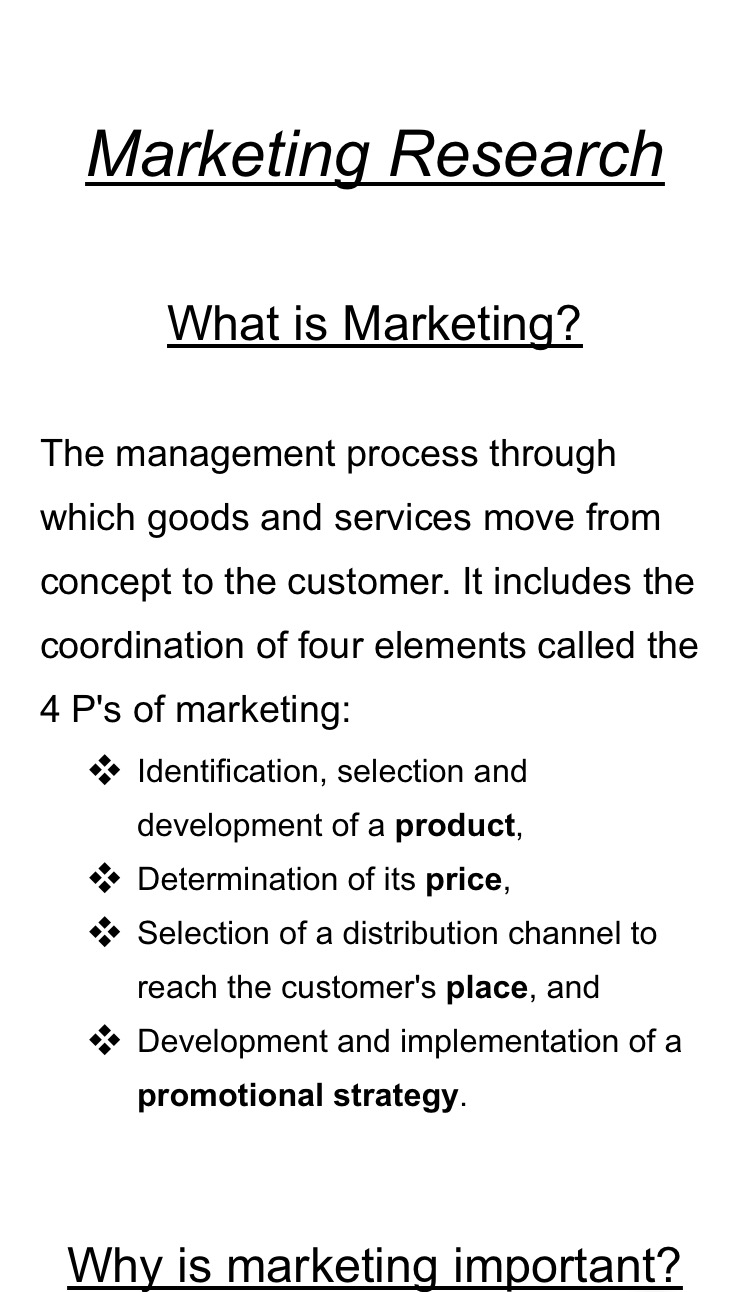 Marketing Research
What is Marketing?
The management process through
which goods and services move from
concept to the customer. It includes the
coordination of four elements called the
4 P's of marketing:
❖ Identification, selection and
development of a product,
❖ Determination of its price,
❖ Selection of a distribution channel to
reach the customer's place, and
❖ Development and implementation of a
promotional strategy.
Why is marketing important?